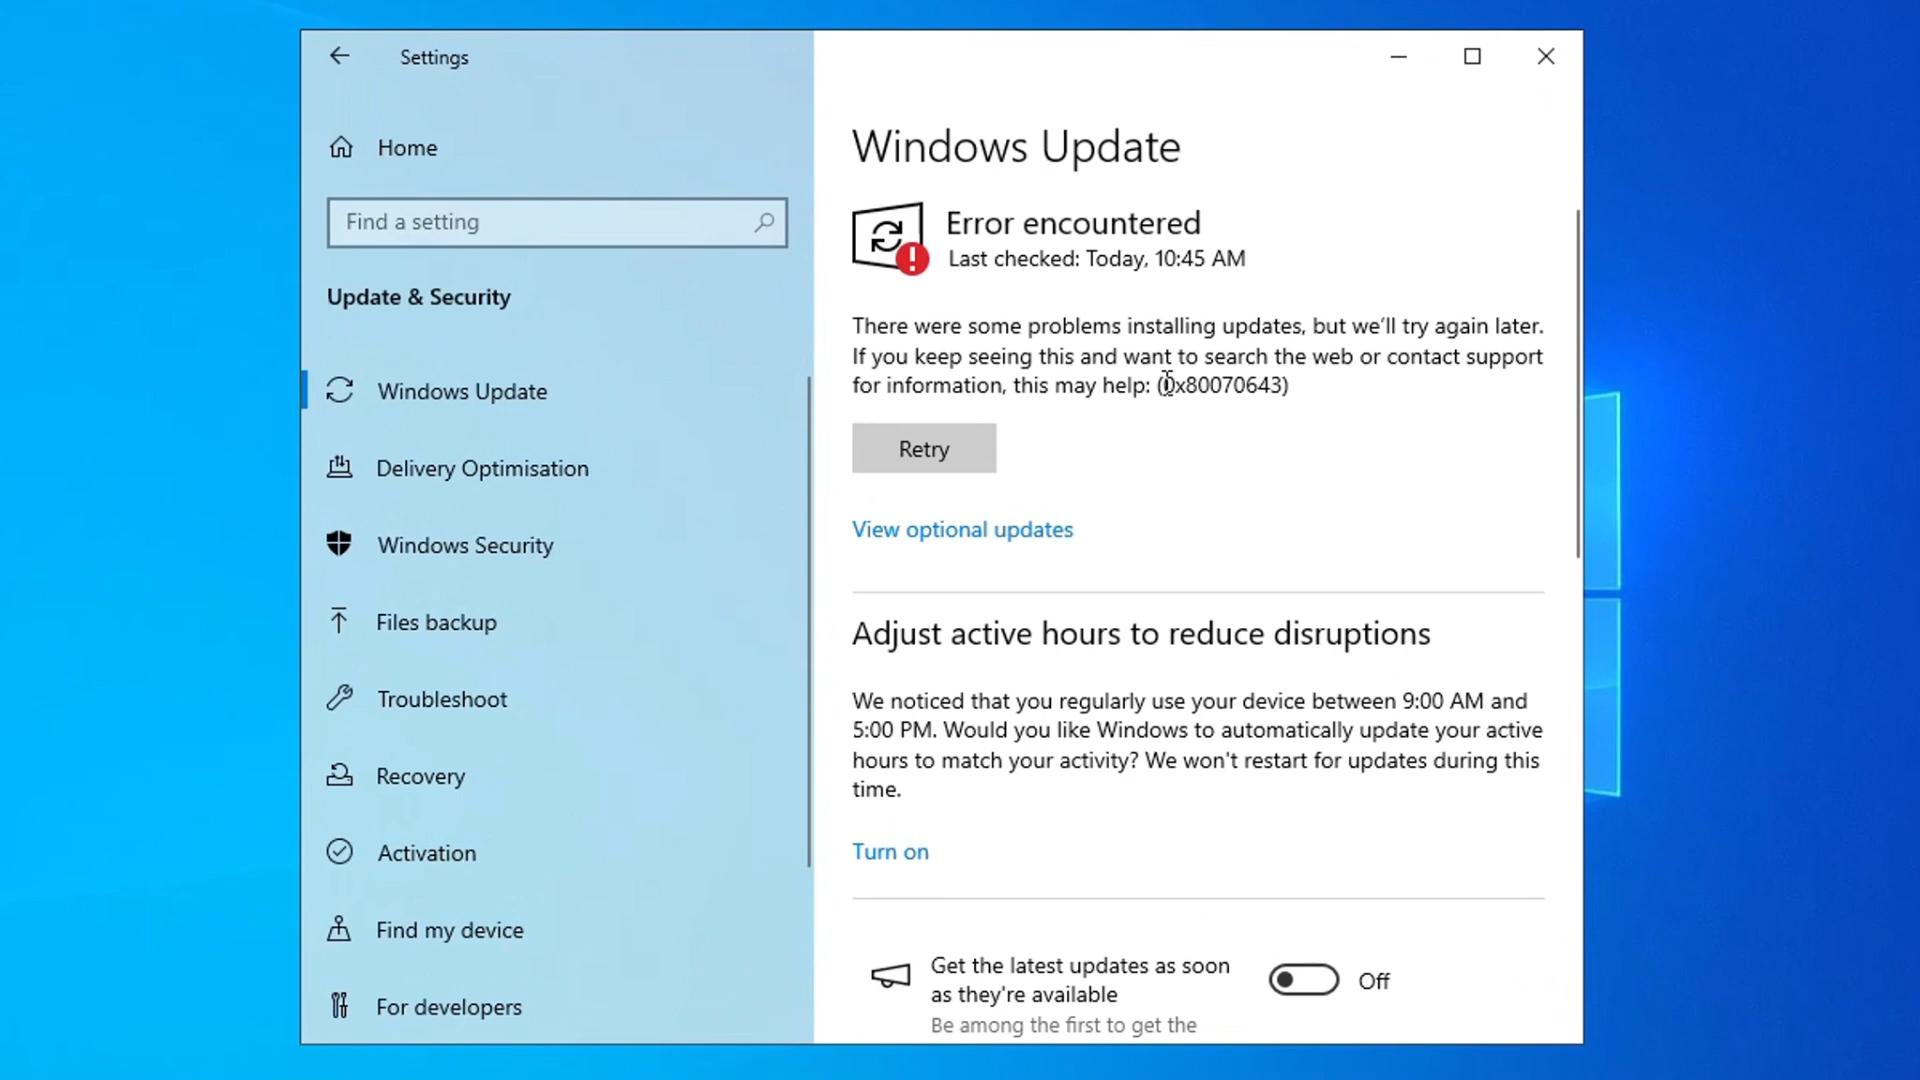 Settings
Home
Find a setting
Update & Security
Windows Update
Delivery Optimisation
Windows Security
Files backup
Troubleshoot
Recovery
Activation
Find my device
For developers
Windows Update
Error encountered
Last checked: Today, 10:45 AM
There were some problems installing updates, but we'll try again later.
If you keep seeing this and want to search the web or contact support
for information, this may help: (0x80070643)
Retry
View optional updates
Adjust active hours to reduce disruptions
We noticed that you regularly use your device between 9:00 AM and
5:00 PM. Would you like Windows to automatically update your active
hours to match your activity? We won't restart for updates during this
time.
Turn on
Get the latest updates as soon
as they're available
Off
Be among the first to get the